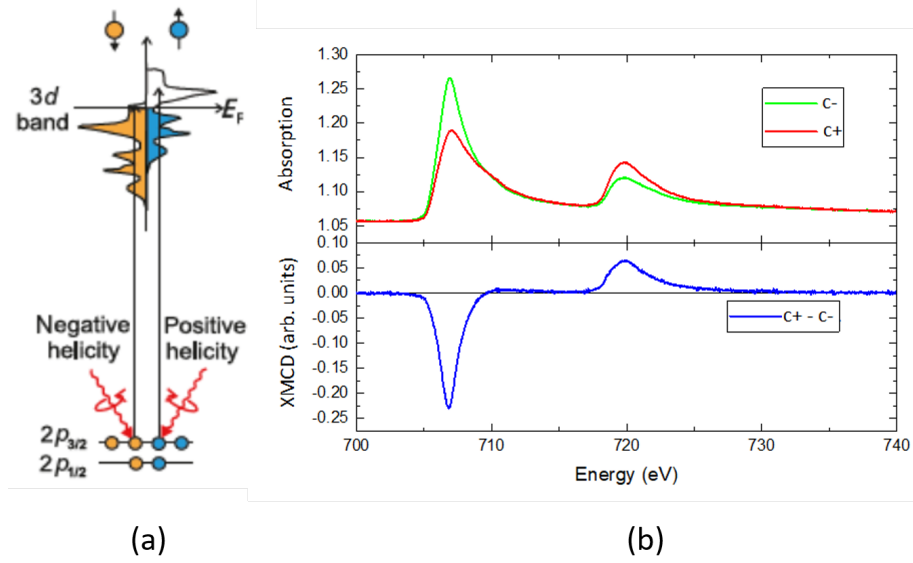 3d
band
E_F
Negative
helicity
Positive
helicity
2p3/2
2p1/2
(a)
1.30
1.25
1.20
1.15
1.10
1.05
Absorption
C-
C+
0.10
0.05
0.00
-0.05
-0.10
-0.15
-0.20
-0.25
XMCD (arb. units)
C+ - C-
700
710
720
730
740
Energy (eV)
(b)